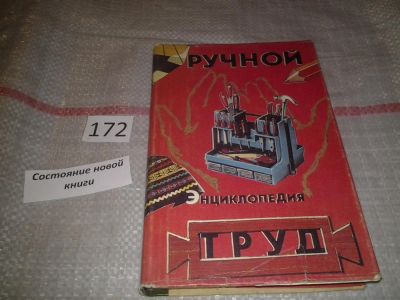 РУЧНОЙ
172
Состояние новой
книги
ЭНЦИКЛОПЕДИЯ
ТРУД